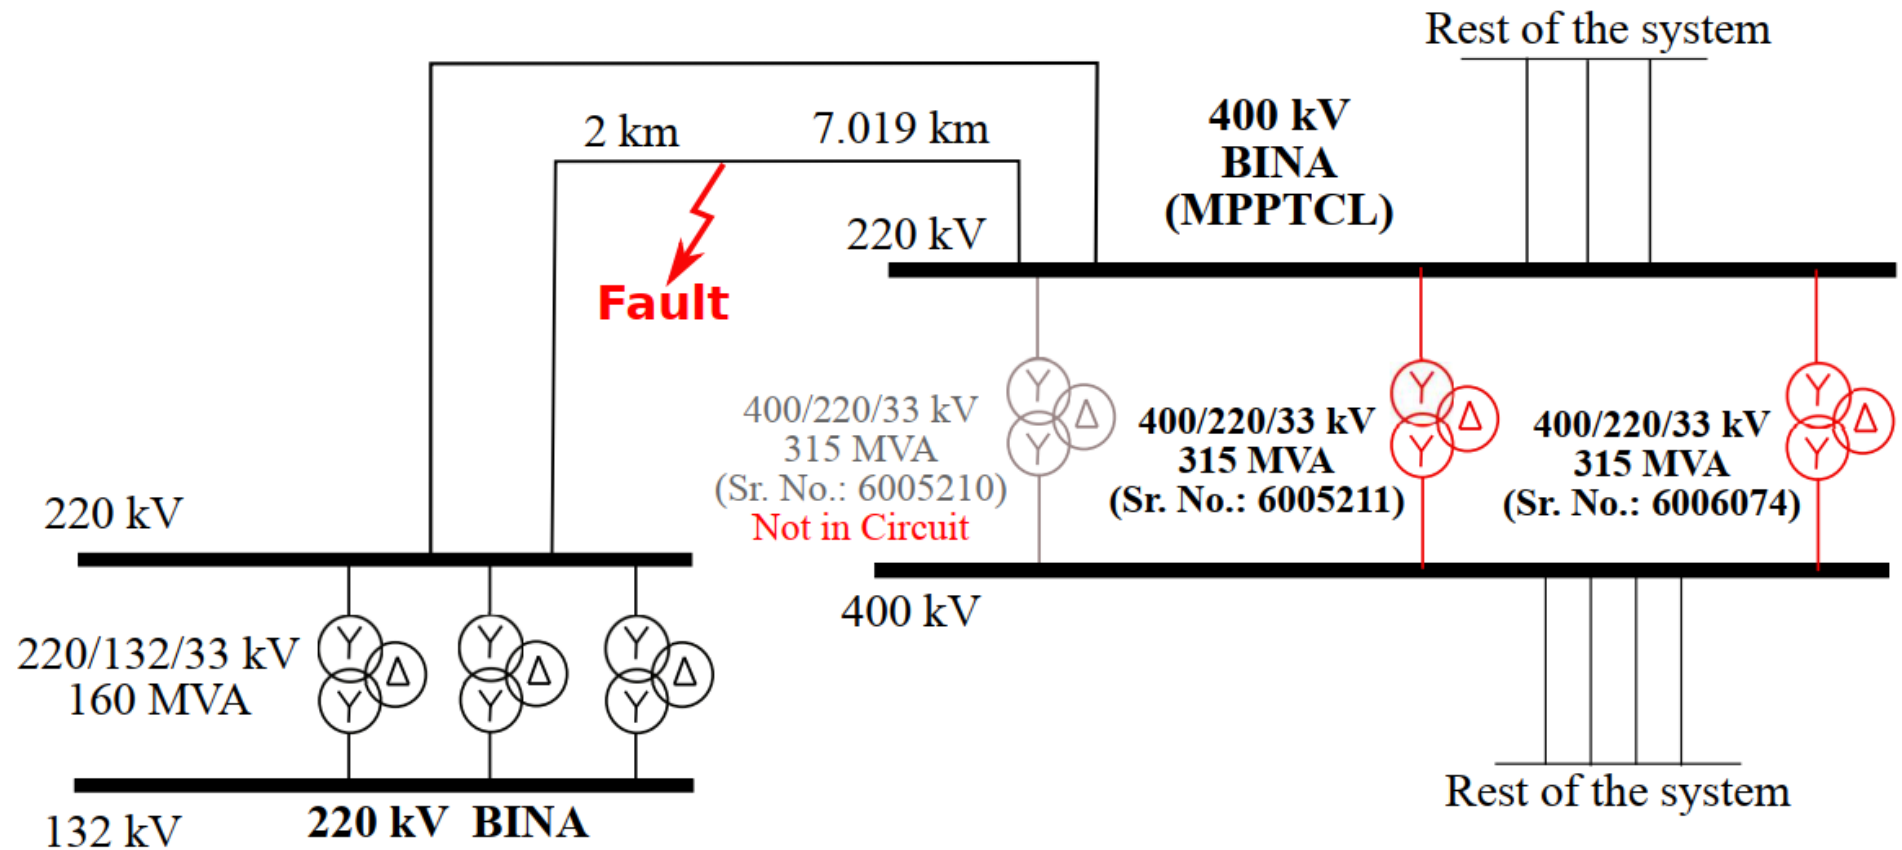 Rest of the system
400 kV
BINA
(MPPTCL)
2 km
7.019 km
220 kV
Fault
Y
Y
Δ
400/220/33 kV
315 MVA
(Sr. No.: 6005210)
Not in Circuit
Y
Y
Δ
400/220/33 kV
315 MVA
(Sr. No.: 6005211)
Y
Y
Δ
400/220/33 kV
315 MVA
(Sr. No.: 6006074)
220 kV
400 kV
220/132/33 kV
160 MVA
Y
Y
Δ
Y
Y
Δ
Y
Y
Δ
Rest of the system
132 kV
220 kV BINA